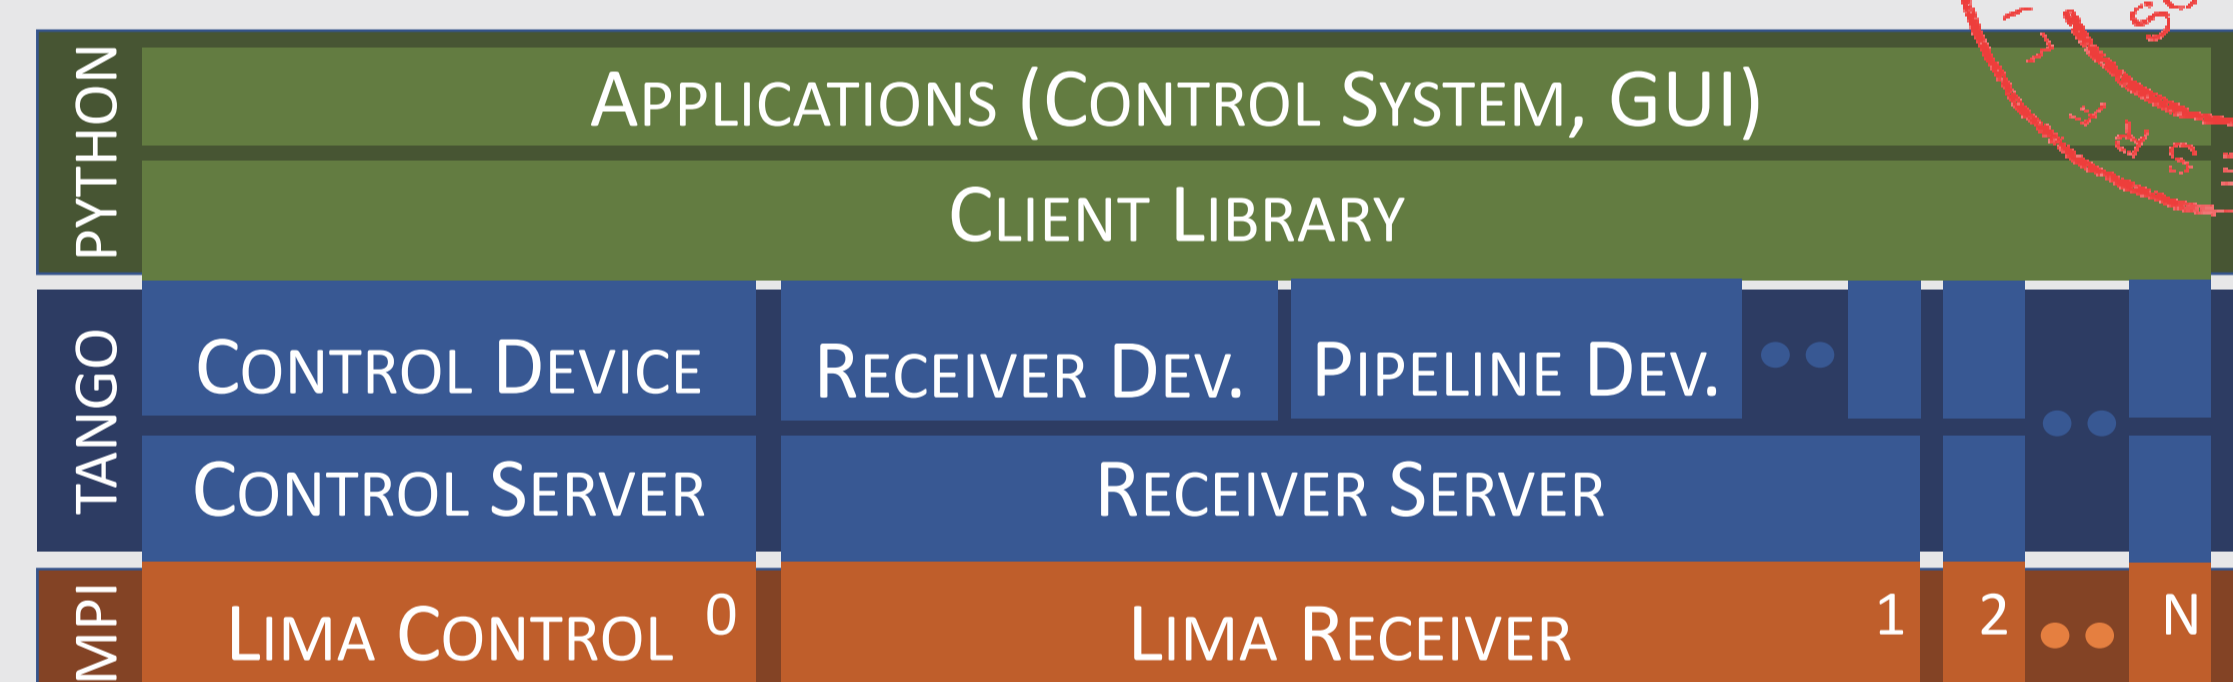 PYTHON
APPLICATIONS (CONTROL SYSTEM, GUI)
CLIENT LIBRARY
TANGO
CONTROL DEVICE
RECEIVER DEV.
PIPELINE DEV.
CONTROL SERVER
RECEIVER SERVER
MPI
LIMA CONTROL 0
LIMA RECEIVER 1
2
N